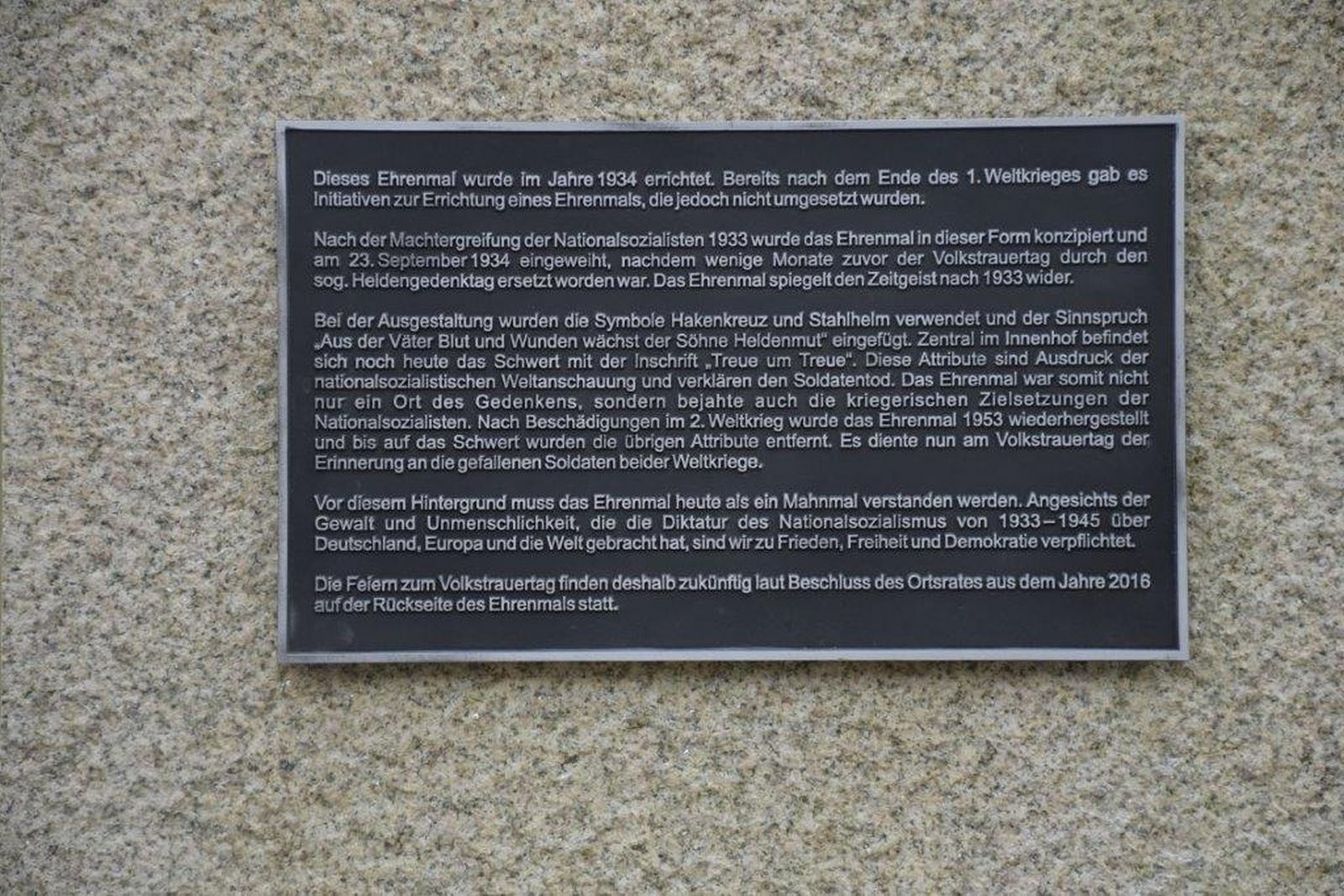 Dieses Ehrenmal wurde im Jahre 1934 errichtet. Bereits nach dem Ende des 1. Weltkrieges gab es
Initiativen zur Errichtung eines Ehrenmals, die jedoch nicht umgesetzt wurden.
Nach der Machtergreifung der Nationalsozialisten 1933 wurde das Ehrenmal in dieser Form konzipiert und
am 23. September 1934 eingeweiht, nachdem wenige Monate zuvor der Volkstrauertag durch den
sog. Heldengedenktag ersetzt worden war. Das Ehrenmal spiegelt den Zeitgeist nach 1933 wider.
Bei der Ausgestaltung wurden die Symbole Hakenkreuz und Stahlhelm verwendet und der Sinnspruch
„Aus der Väter Blut und Wunden wächst der Söhne Heldenmut“ eingefügt. Zentral im Innenhof befindet
sich noch heute das Schwert mit der Inschrift „Treue um Treue“. Diese Attribute sind Ausdruck der
nationalsozialistischen Weltanschauung und verklären den Soldatentod. Das Ehrenmal war somit nicht
nur ein Ort des Gedenkens, sondern bejahte auch die kriegerischen Zielsetzungen der
Nationalsozialisten. Nach Beschädigungen im 2. Weltkrieg wurde das Ehrenmal 1953 wiederhergestellt
und bis auf das Schwert wurden die übrigen Attribute entfernt. Es diente nun am Volkstrauertag der
Erinnerung an die gefallenen Soldaten beider Weltkriege.
Vor diesem Hintergrund muss das Ehrenmal heute als ein Mahnmal verstanden werden. Angesichts der
Gewalt und Unmenschlichkeit, die die Diktatur des Nationalsozialismus von 1933–1945 über
Deutschland, Europa und die Welt gebracht hat, sind wir zu Frieden, Freiheit und Demokratie verpflichtet.
Die Feiern zum Volkstrauertag finden deshalb zukünftig laut Beschluss des Ortsrates aus dem Jahre 2016
auf der Rückseite des Ehrenmals statt.